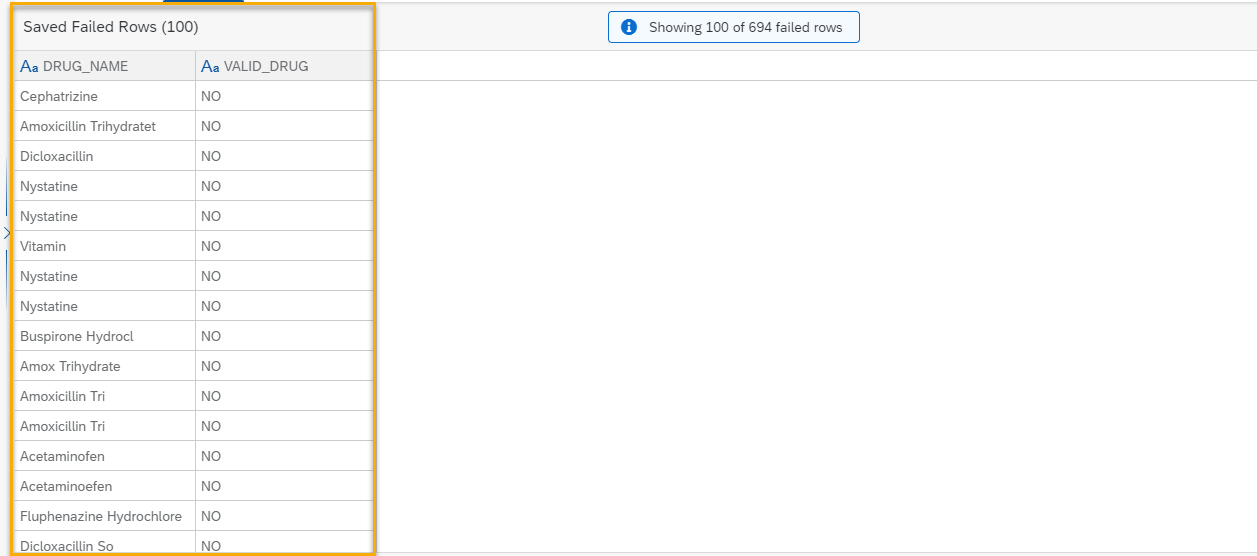 Saved Failed Rows (100)
Showing 100 of 694 failed rows
Aa DRUG_NAME Aa VALID_DRUG
Cephatrizine NO
Amoxicillin Trihydratet NO
Dicloxacillin NO
Nystatine NO
Nystatine NO
Vitamin NO
Nystatine NO
Nystatine NO
Buspirone Hydrocl NO
Amox Trihydrate NO
Amoxicillin Tri NO
Amoxicillin Tri NO
Acetaminofen NO
Acetaminoefen NO
Fluphenazine Hydrochlore NO
Dicloxacillin So NO